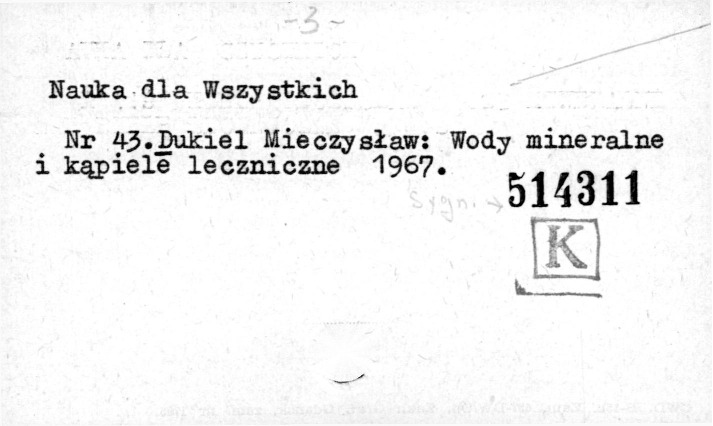 -3-
Nauka dla Wszystkich
Nr 43. Dukiel Mieczysław: Wody mineralne
i kąpiele lecznicze 1967.
Sygn. → 514311
K